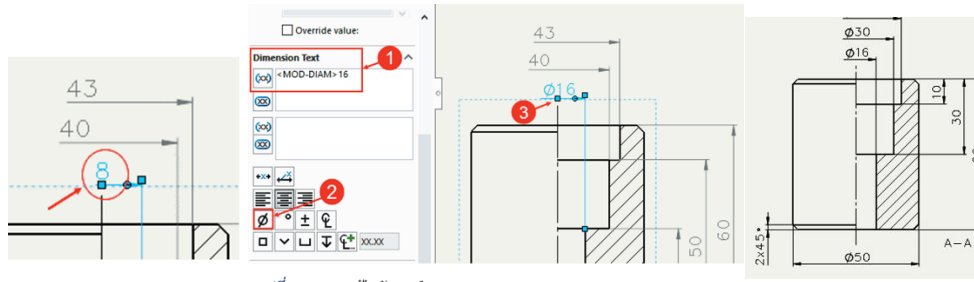 43
40
8
Override value:
Dimension Text
1
<MOD-DIAM>16
2
XX.XX
43
40
Ø16
3
50
60
Ø30
Ø16
10
30
2x45°
Ø50
A-A